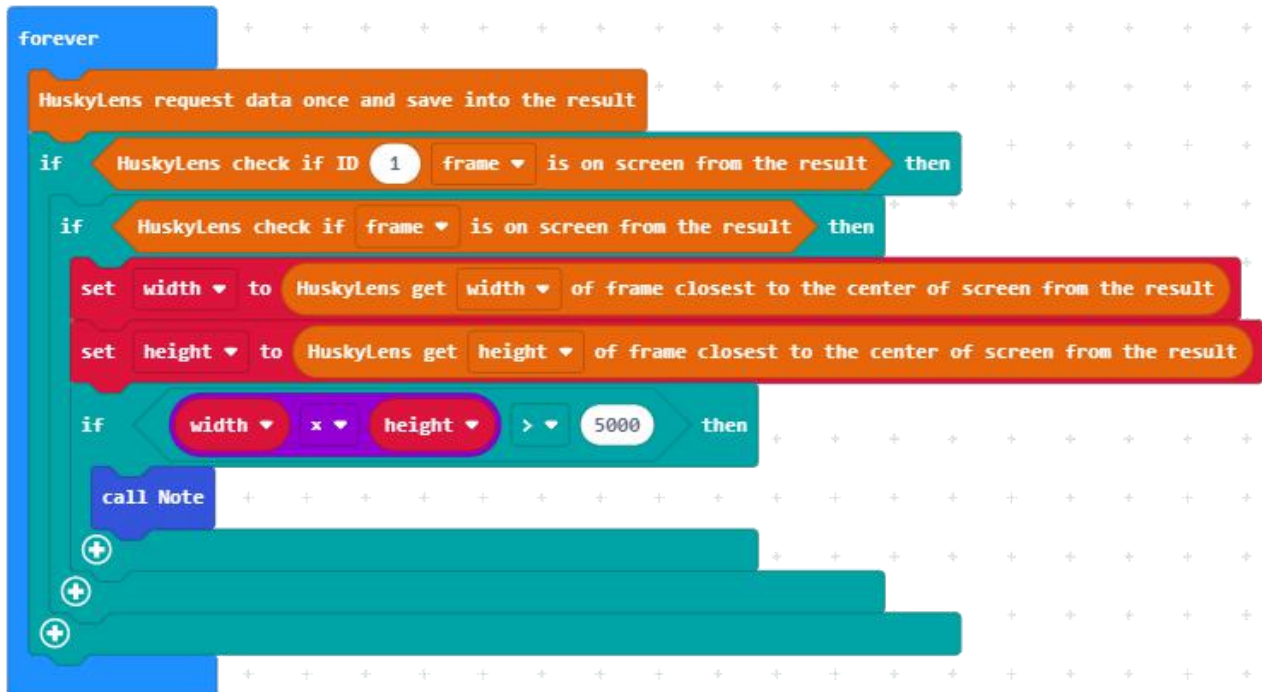 forever
HuskyLens request data once and save into the result
if HuskyLens check if ID 1 frame is on screen from the result then
if HuskyLens check if frame is on screen from the result then
set width to HuskyLens get width of frame closest to the center of screen from the result
set height to HuskyLens get height of frame closest to the center of screen from the result
if width x height > 5000 then
call Note